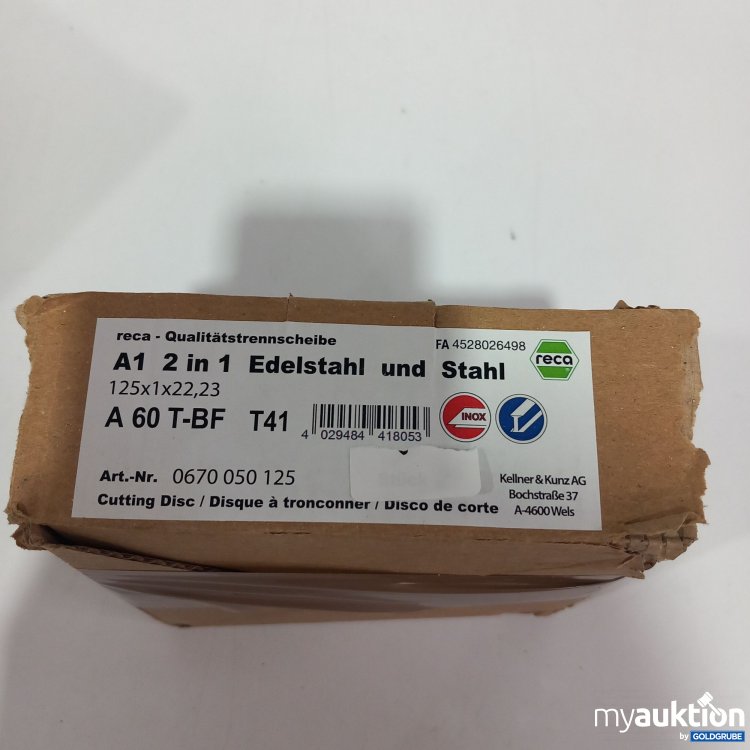 reca - Qualitätstrennscheibe
FA 4528026498
A1 2 in 1 Edelstahl und Stahl
reca
125x1x22,23
A 60 T-BF T41
4 029484 418053
INOX
Art.-Nr. 0670 050 125
Kellner & Kunz AG
Bochstraße 37
A-4600 Wels
Cutting Disc / Disque à tronconner / Disco de corte
myauktion
by GOLDGRUBE